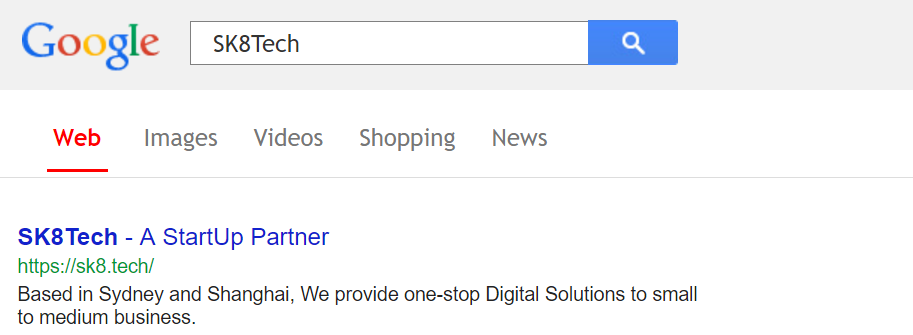 Google SK8Tech
Web Images Videos Shopping News
SK8Tech - A StartUp Partner
https://sk8.tech/
Based in Sydney and Shanghai, We provide one-stop Digital Solutions to small
to medium business.